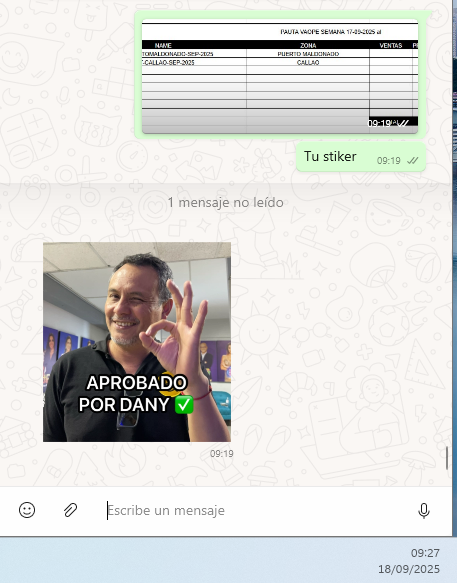 PAUTA VAOPE SEMANA 17-09-2025 al
NAME ZONA VENTAS
TOMALDONADO-SEP-2025 PUERTO MALDONADO
-CALLAO-SEP-2025 CALLAO
09:19
Tu stiker 09:19
1 mensaje no leído
APROBADO
POR DANY ✅
09:19
Escribe un mensaje
09:27
18/09/2025